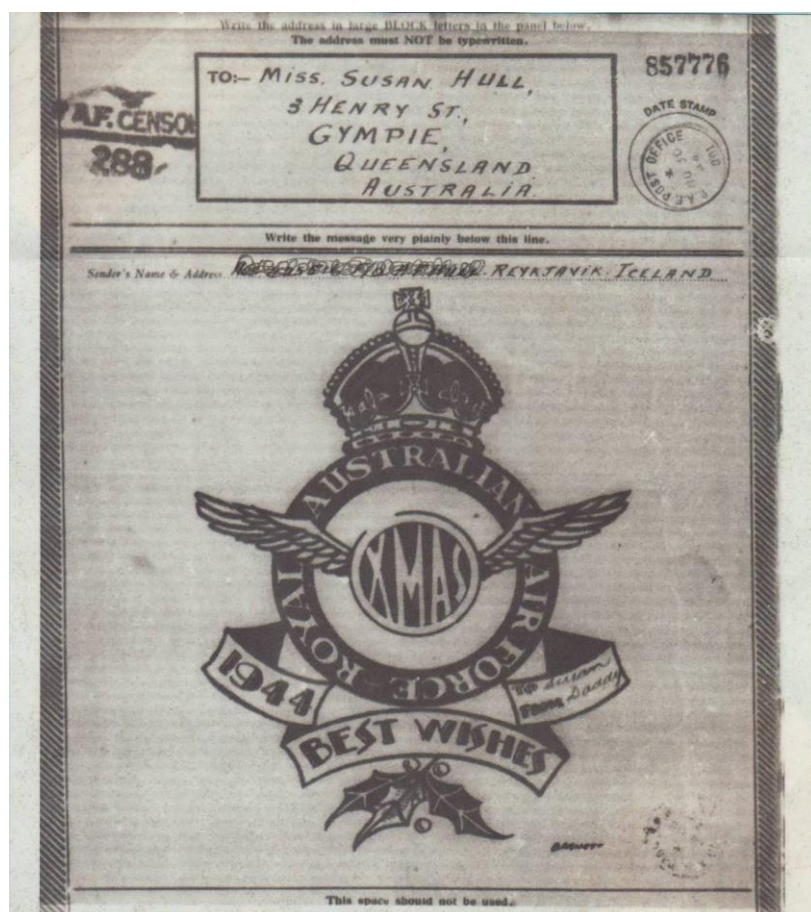 Write the address in large BLOCK letters in the panel below.
The address must NOT be typewritten.
857776
TO:– MISS. SUSAN HULL,
3 HENRY ST.,
GYMPIE,
QUEENSLAND
AUSTRALIA.
A.F. CENSOR
288
DATE STAMP
R.A.F. POST OFFICE
Write the message very plainly below this line.
Sender's Name & Address REYKJAVIK. ICELAND
ROYAL AUSTRALIAN AIR FORCE
XMAS
1944
TO Susan
FROM Daddy
BEST WISHES
This space should not be used.